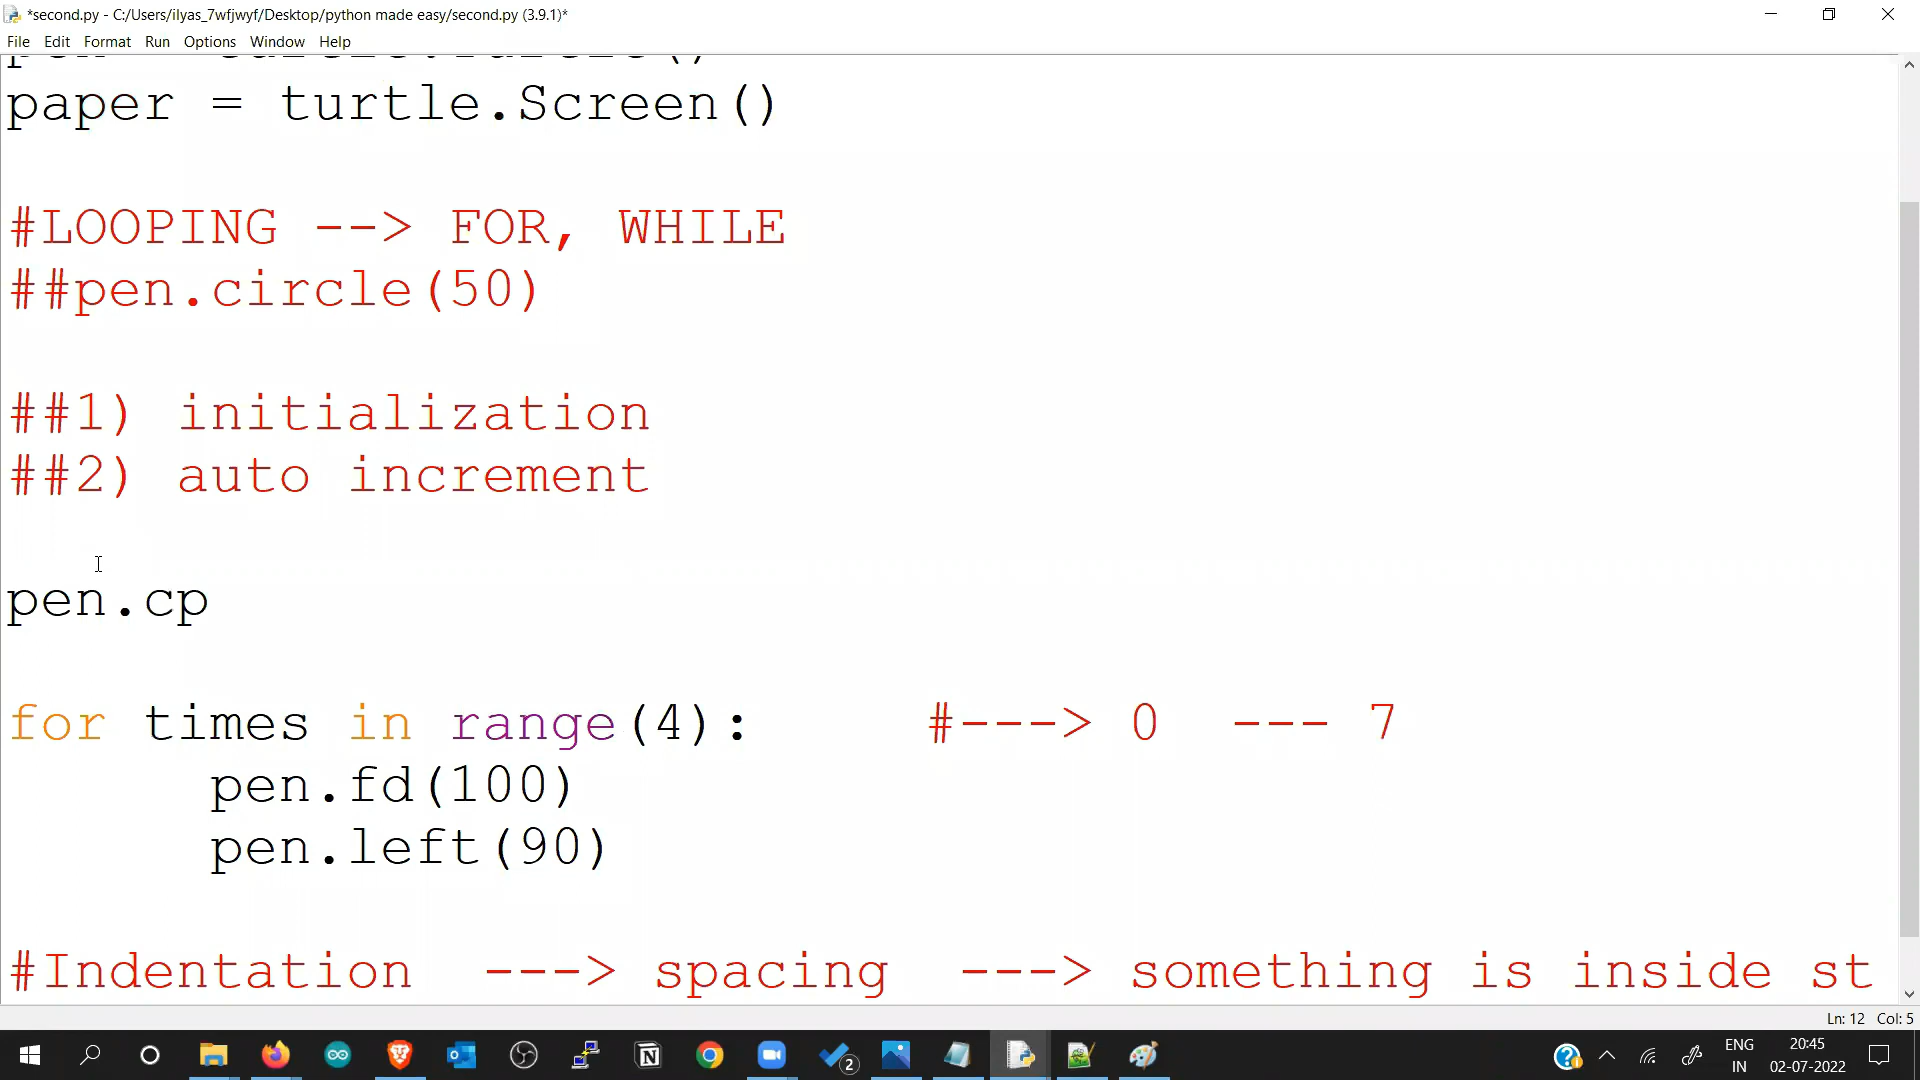 *second.py - C:/Users/ilyas_7wfjwyf/Desktop/python made easy/second.py (3.9.1)*
File Edit Format Run Options Window Help
paper = turtle.Screen()
#LOOPING --> FOR, WHILE
##pen.circle(50)
##1) initialization
##2) auto increment
pen.cp
for times in range(4): #---> 0 --- 7
pen.fd(100)
pen.left(90)
#Indentation ---> spacing ---> something is inside st
Ln: 12 Col: 5
2
ENG
IN
20:45
02-07-2022